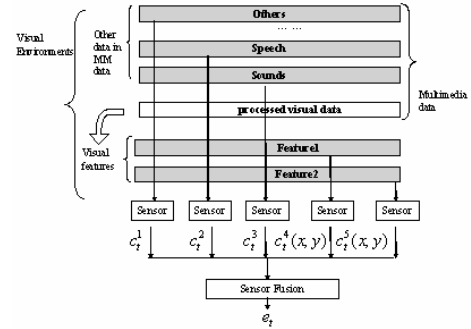 Others
... ...
Visual
Environments
Other
data in
MM
data
Speech
Sounds
Multimedia
data
processed visual data
Visual
features
Feature1
Feature2
Sensor Sensor Sensor Sensor Sensor
c_t^1 c_t^2 c_t^3 c_t^4(x, y) c_t^5(x, y)
Sensor Fusion
e_t